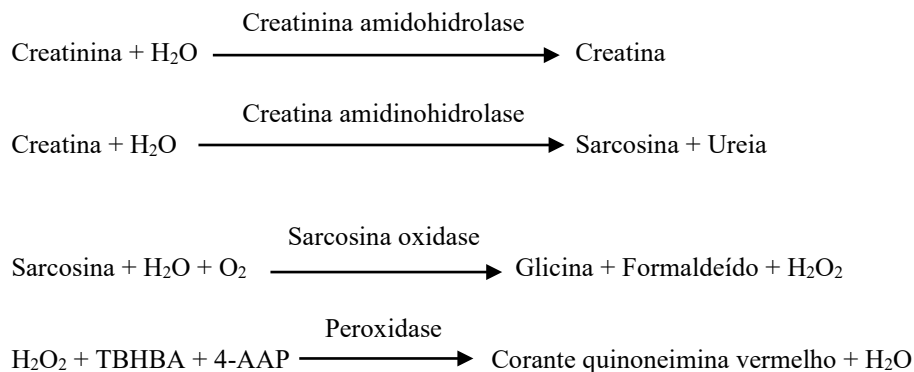 Creatinina amidohidrolase
Creatinina + H₂O Creatina
Creatina amidinohidrolase
Creatina + H₂O Sarcosina + Ureia
Sarcosina oxidase
Sarcosina + H₂O + O₂ Glicina + Formaldeído + H₂O₂
Peroxidase
H₂O₂ + TBHBA + 4-AAP Corante quinoneimina vermelho + H₂O